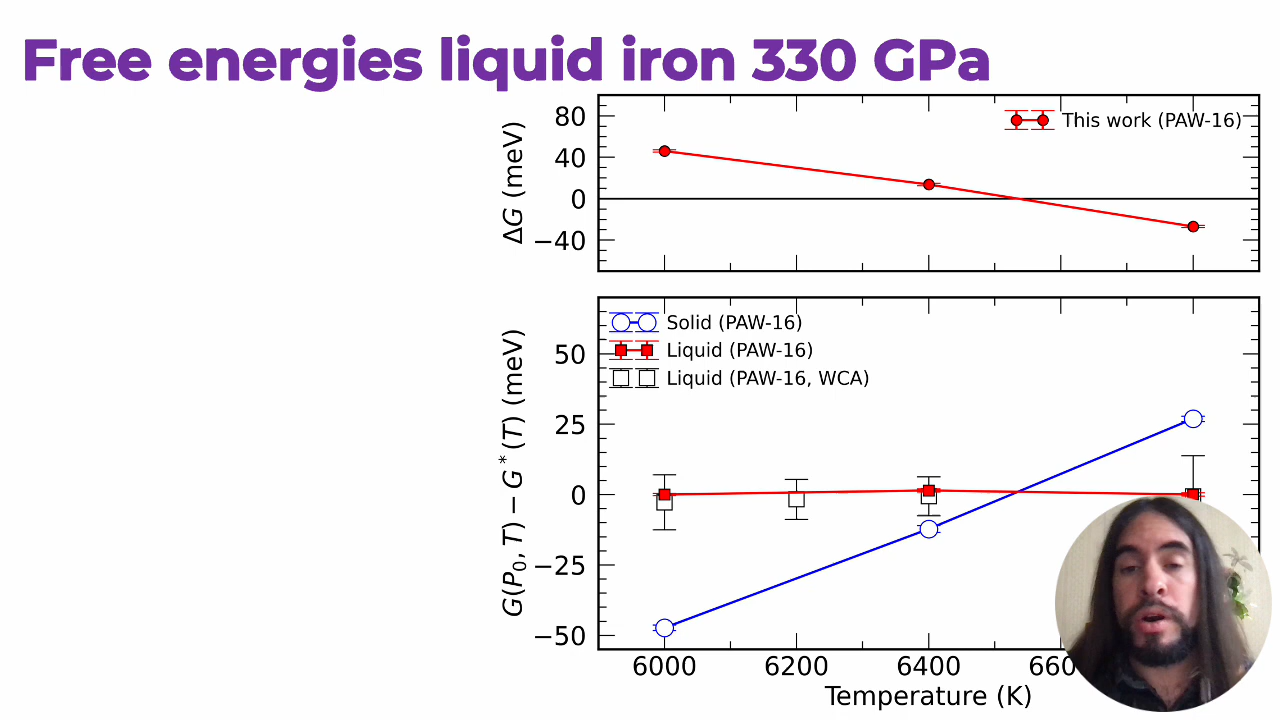 Free energies liquid iron 330 GPa
80
40
0
−40
ΔG (meV)
This work (PAW-16)
50
25
0
−25
−50
G(P₀, T) − G*(T) (meV)
Solid (PAW-16)
Liquid (PAW-16)
Liquid (PAW-16, WCA)
6000 6200 6400
Temperature (K)